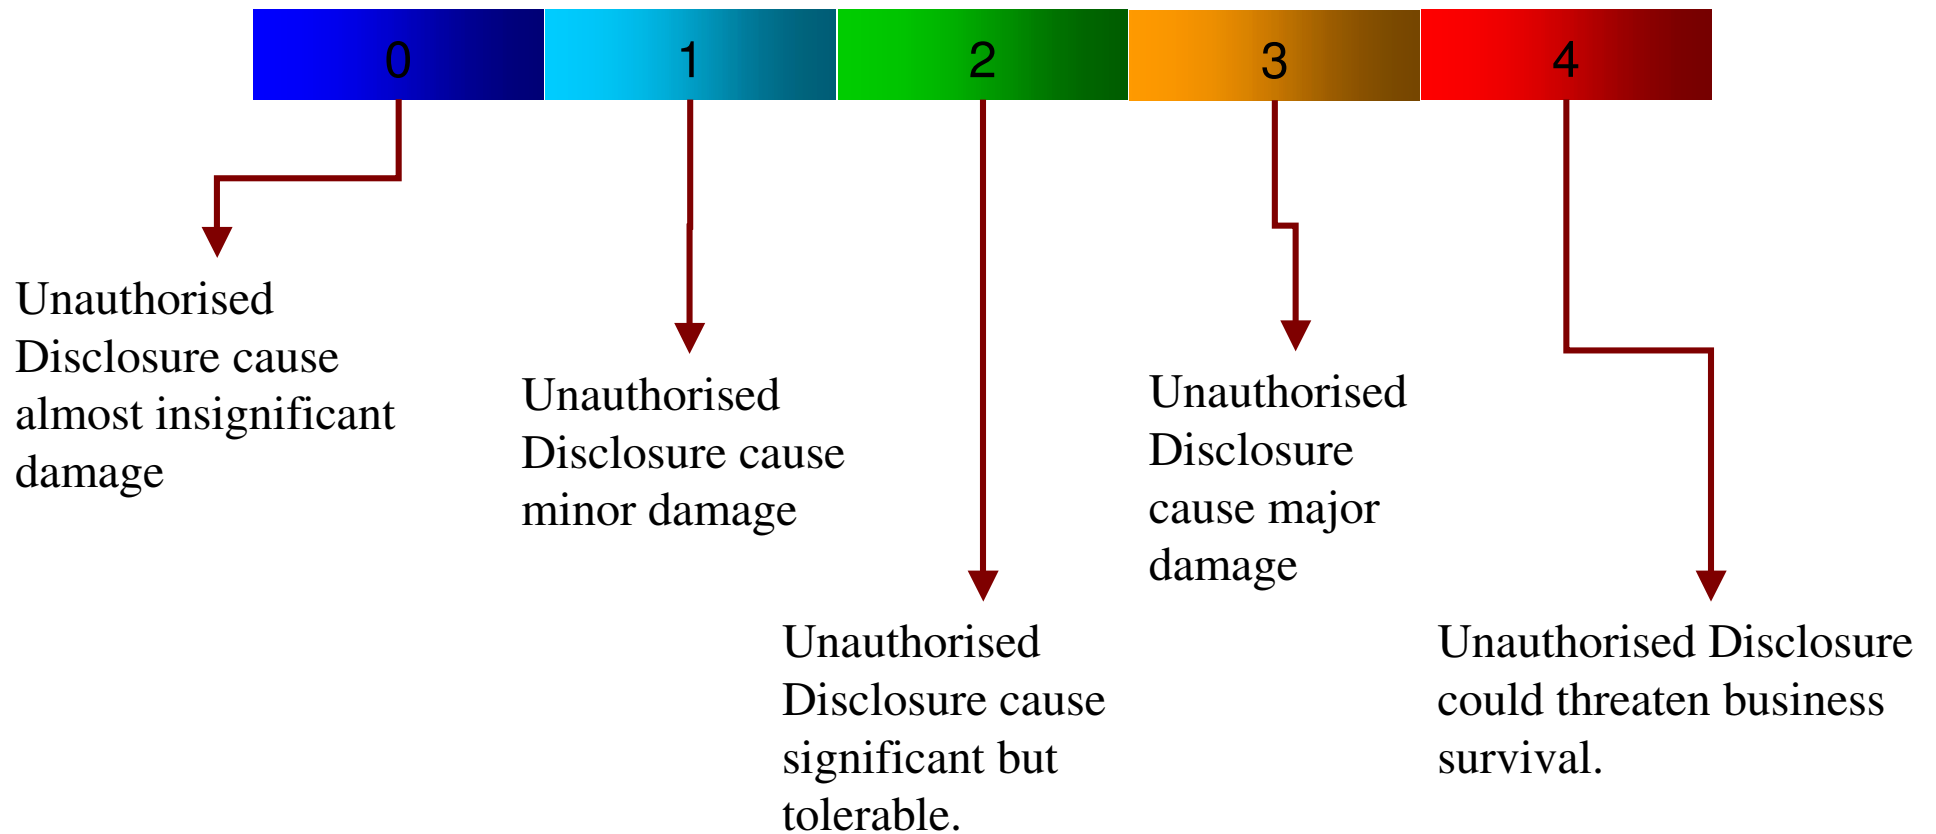 0
1
2
3
4
Unauthorised
Disclosure cause
almost insignificant
damage
Unauthorised
Disclosure cause
minor damage
Unauthorised
Disclosure cause
significant but
tolerable.
Unauthorised
Disclosure
cause major
damage
Unauthorised Disclosure
could threaten business
survival.